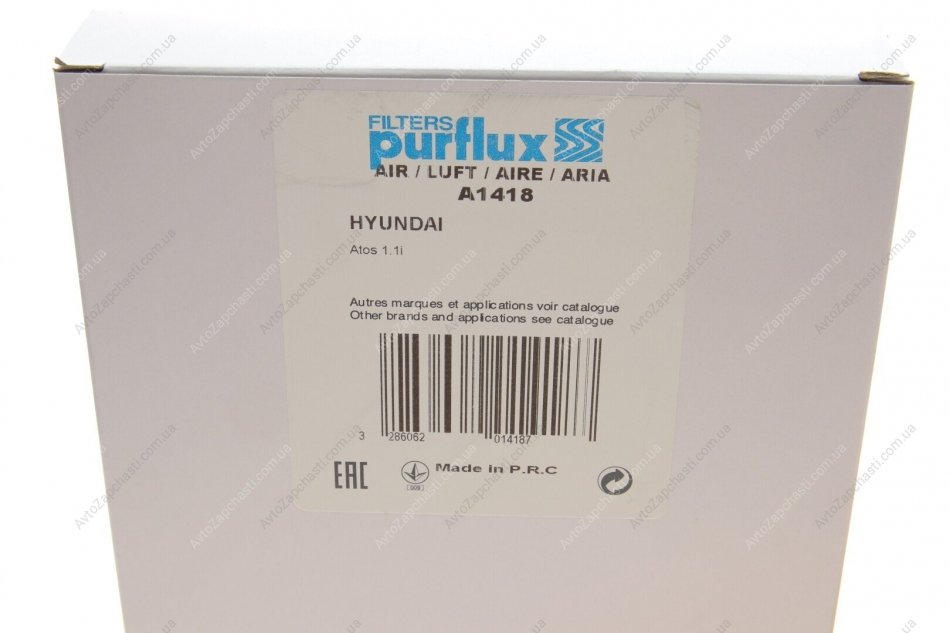 FILTERS
purflux
AIR / LUFT / AIRE / ARIA
A1418
HYUNDAI
Atos 1.1i
Autres marques et applications voir catalogue
Other brands and applications see catalogue
3 286062 014187
EAC
Made in P.R.C
AvtoZapchasti.com.ua